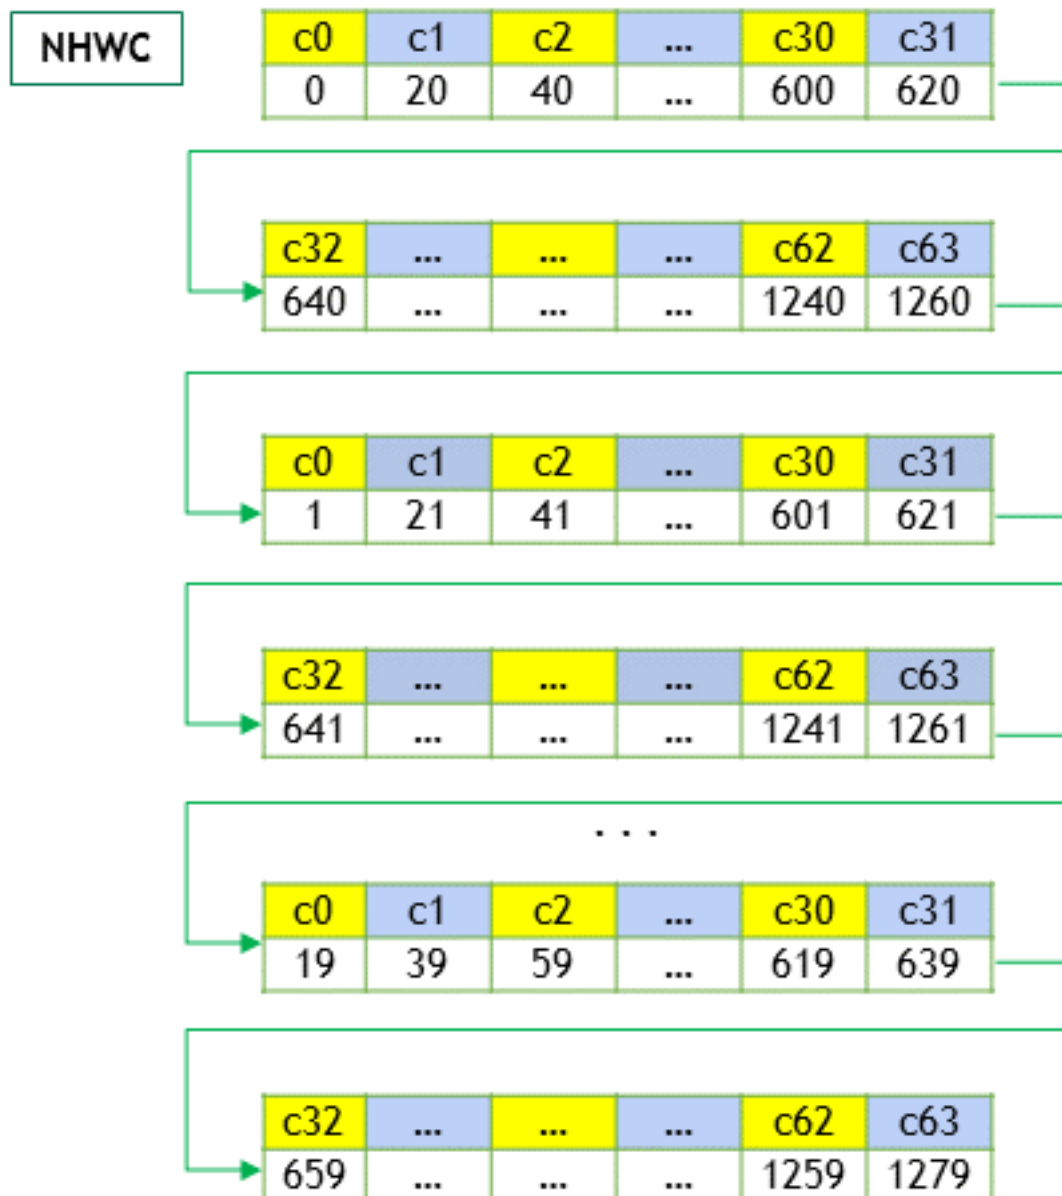 NHWC
c0 c1 c2 ... c30 c31
0 20 40 ... 600 620
c32 ... ... ... c62 c63
640 ... ... ... 1240 1260
c0 c1 c2 ... c30 c31
1 21 41 ... 601 621
c32 ... ... ... c62 c63
641 ... ... ... 1241 1261
. . .
c0 c1 c2 ... c30 c31
19 39 59 ... 619 639
c32 ... ... ... c62 c63
659 ... ... ... 1259 1279